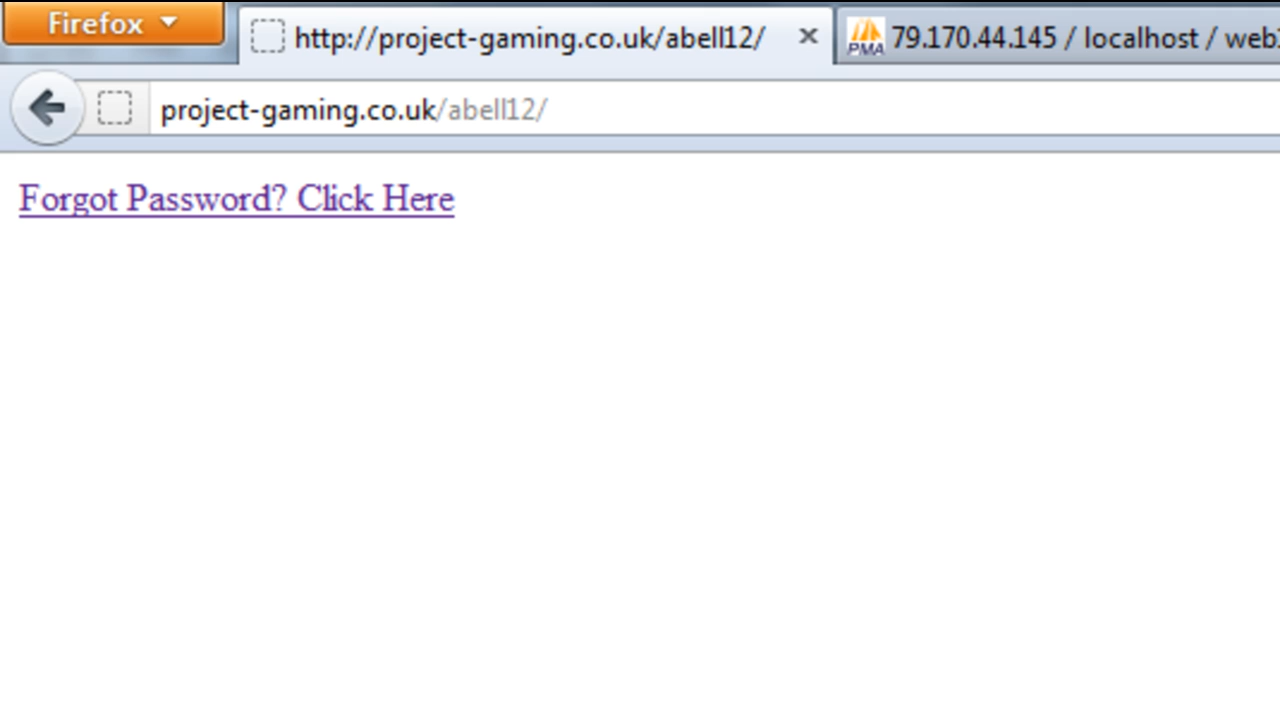 Firefox
http://project-gaming.co.uk/abell12/
PMA 79.170.44.145 / localhost / web
project-gaming.co.uk/abell12/
Forgot Password? Click Here